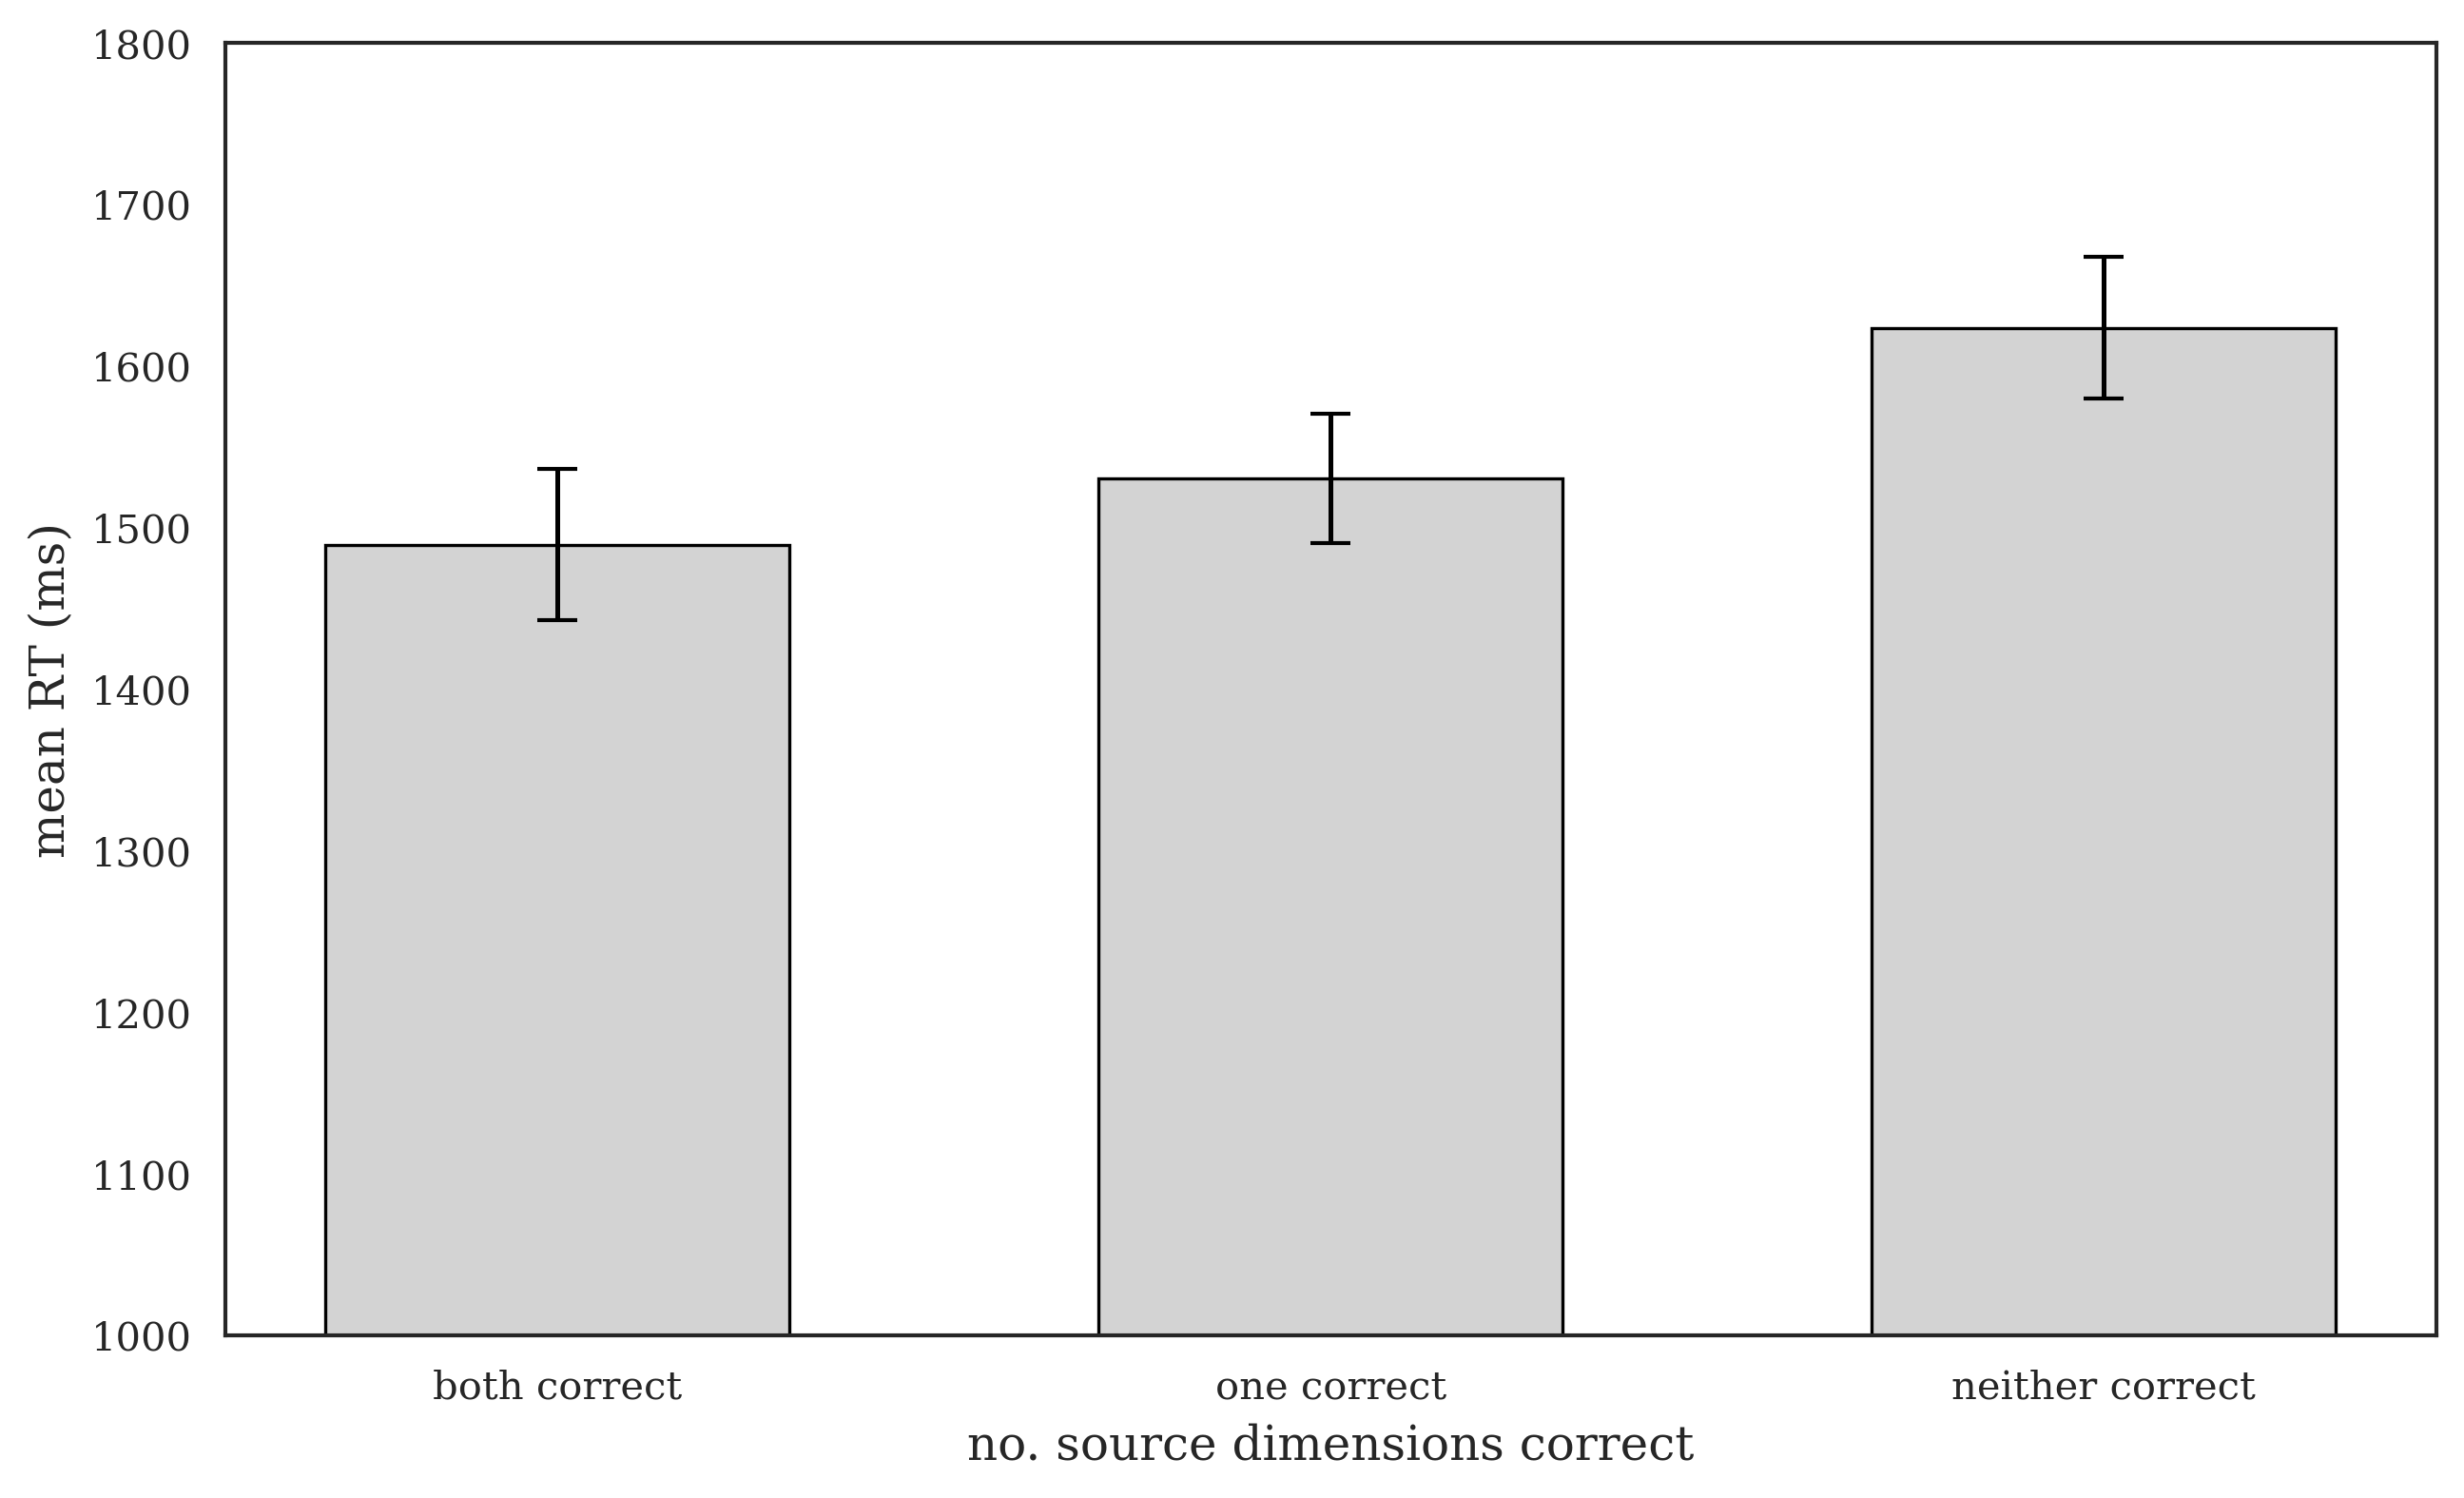 1800
1700
1600
1500
1400
1300
1200
1100
1000
mean RT (ms)
both correct
one correct
neither correct
no. source dimensions correct